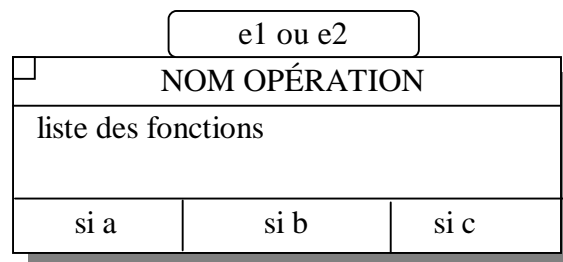 e1 ou e2
NOM OPÉRATION
liste des fonctions
si a si b si c